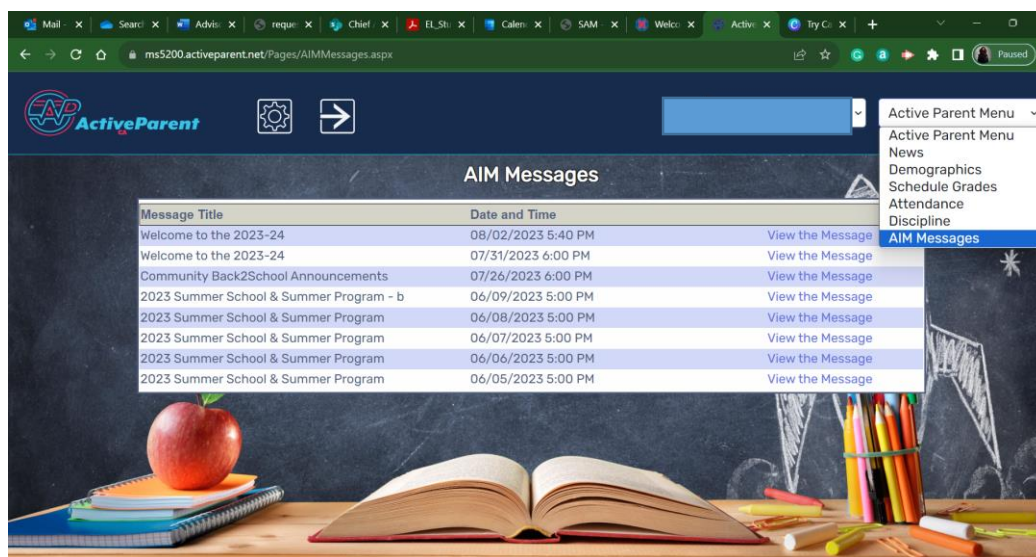 Mail -
Searcl
Advis
reque
Chief
EL_Stu
Calen
SAM -
Welco
Active
Try Ca
ms5200.activeparent.net/Pages/AIMMessages.aspx
Paused
ActiveParent
Active Parent Menu
Active Parent Menu
News
Demographics
Schedule Grades
Attendance
Discipline
AIM Messages
AIM Messages
Message Title Date and Time
Welcome to the 2023-24 08/02/2023 5:40 PM View the Message
Welcome to the 2023-24 07/31/2023 6:00 PM View the Message
Community Back2School Announcements 07/26/2023 6:00 PM View the Message
2023 Summer School & Summer Program - b 06/09/2023 5:00 PM View the Message
2023 Summer School & Summer Program 06/08/2023 5:00 PM View the Message
2023 Summer School & Summer Program 06/07/2023 5:00 PM View the Message
2023 Summer School & Summer Program 06/06/2023 5:00 PM View the Message
2023 Summer School & Summer Program 06/05/2023 5:00 PM View the Message